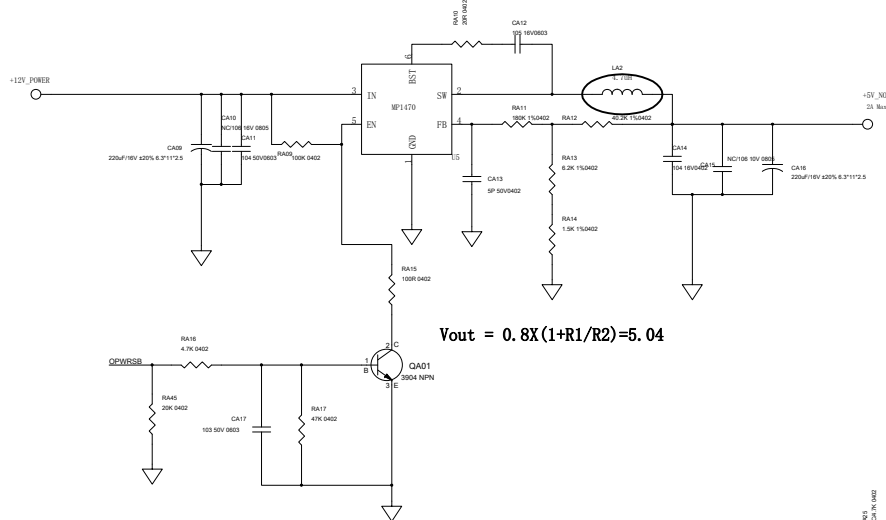 RA10
20R 0402
CA12
105 16V0603
+12V_POWER
3 IN
5 EN
6 BST
MP1470
SW 2
FB 4
GND 1
U5
LA2
4.7uH
+5V_NO
2A Max
CA09
220uF/16V ±20% 6.3*11*2.5
CA10
NC/106 16V 0805
CA11
104 50V0603
RA09
100K 0402
RA11
180K 1%0402
RA12
40.2K 1%0402
CA13
5P 50V0402
RA13
6.2K 1%0402
RA14
1.5K 1%0402
CA14
104 16V0402
CA15
NC/106 10V 0805
CA16
220uF/16V ±20% 6.3*11*2.5
RA15
100R 0402
Vout = 0.8X(1+R1/R2)=5.04
OPWRSB
RA16
4.7K 0402
1 B
2 C
3 E
QA01
3904 NPN
RA45
20K 0402
CA17
103 50V 0603
RA17
47K 0402